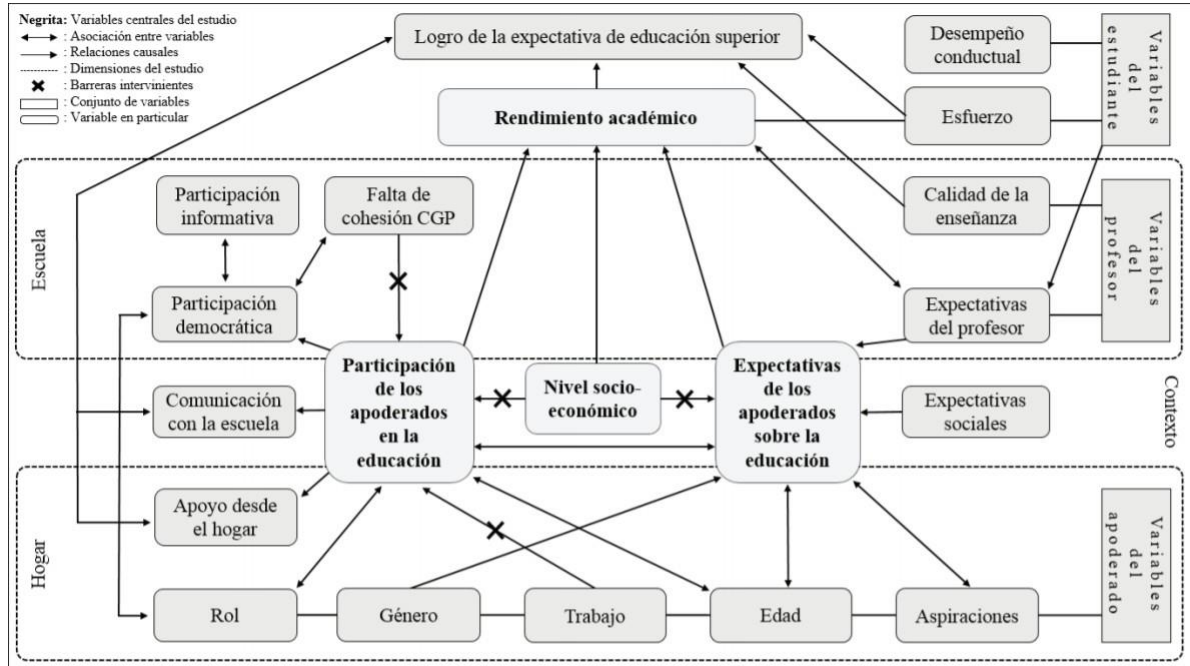 Negrita: Variables centrales del estudio
: Asociación entre variables
: Relaciones causales
: Dimensiones del estudio
: Barreras intervinientes
: Conjunto de variables
: Variable en particular
Logro de la expectativa de educación superior
Desempeño
conductual
Variables
del
estudiante
Rendimiento académico
Esfuerzo
Escuela
Participación
informativa
Falta de
cohesión CGP
Calidad de la
enseñanza
Variables
del
profesor
Participación
democrática
Expectativas
del profesor
Participación
de los
apoderados
en la
educación
Nivel socio-
económico
Expectativas
de los
apoderados
sobre la
educación
Comunicación
con la escuela
Expectativas
sociales
Contexto
Hogar
Apoyo desde
el hogar
Variables
del
apoderado
Rol
Género
Trabajo
Edad
Aspiraciones